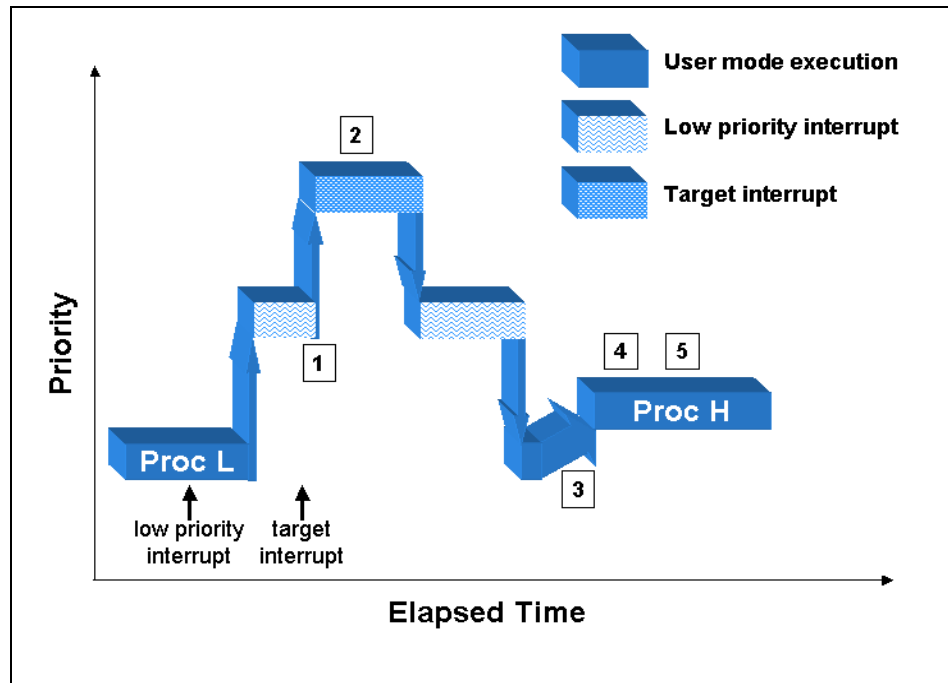 User mode execution
Low priority interrupt
Target interrupt
2
1
4
5
Proc H
Proc L
3
low priority
interrupt
target
interrupt
Priority
Elapsed Time